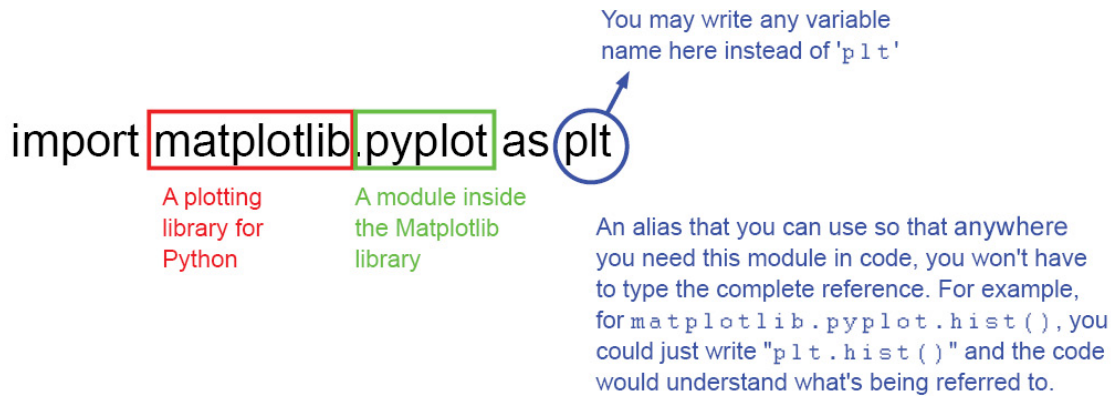 You may write any variable
name here instead of 'plt'
import matplotlib.pyplot as plt
A plotting
library for
Python
A module inside
the Matplotlib
library
An alias that you can use so that anywhere
you need this module in code, you won't have
to type the complete reference. For example,
for matplotlib.pyplot.hist(), you
could just write "plt.hist()" and the code
would understand what's being referred to.